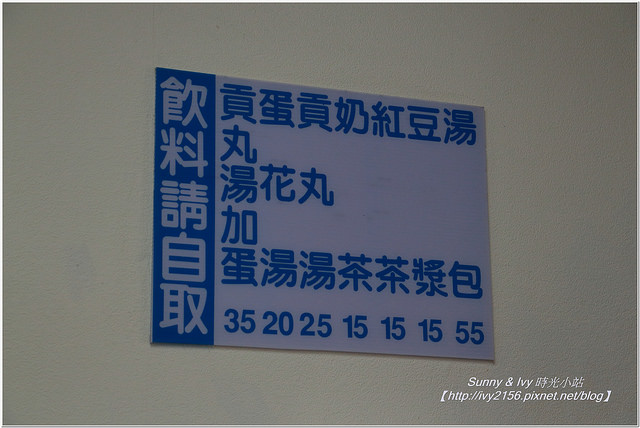 飲料請自取
貢丸湯加蛋 35
蛋花湯 20
貢丸湯 25
奶茶 15
紅茶 15
豆漿 15
湯包 55
Sunny & Ivy 時光小站
【http://ivy2156.pixnet.net/blog】